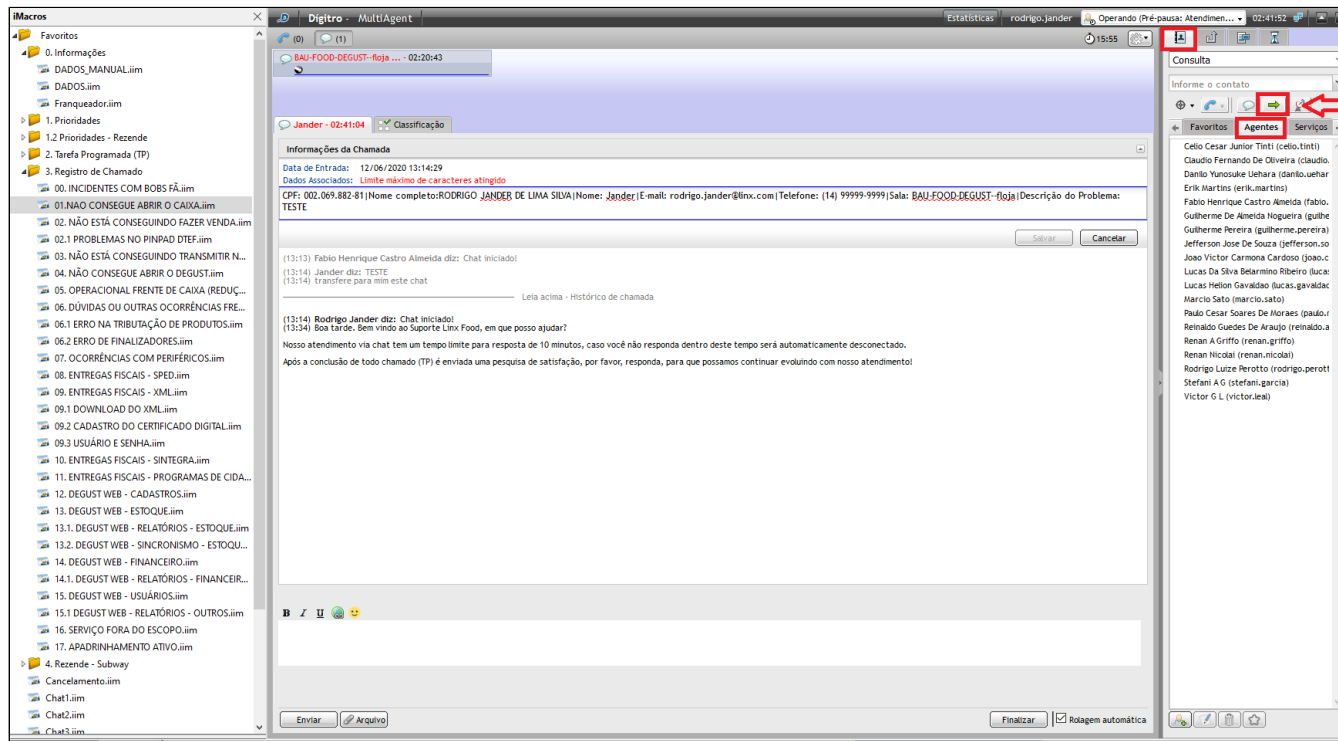 iMacros
Favoritos
0. Informações
DADOS_MANUAL.iim
DADOS.iim
Franqueador.iim
1. Prioridades
1.2 Prioridades - Rezende
2. Tarefa Programada (TP)
3. Registro de Chamado
00. INCIDENTES COM BOBS FÃ.iim
01.NAO CONSEGUE ABRIR O CAIXA.iim
02. NÃO ESTÁ CONSEGUINDO FAZER VENDA.iim
02.1 PROBLEMAS NO PINPAD DTEF.iim
03. NÃO ESTÁ CONSEGUINDO TRANSMITIR N...
04. NÃO CONSEGUE ABRIR O DEGUST.iim
05. OPERACIONAL FRENTE DE CAIXA (REDUÇ...
06. DÚVIDAS OU OUTRAS OCORRÊNCIAS FRE...
06.1 ERRO NA TRIBUTAÇÃO DE PRODUTOS.iim
06.2 ERRO DE FINALIZADORES.iim
07. OCORRÊNCIAS COM PERIFÉRICOS.iim
08. ENTREGAS FISCAIS - SPED.iim
09. ENTREGAS FISCAIS - XML.iim
09.1 DOWNLOAD DO XML.iim
09.2 CADASTRO DO CERTIFICADO DIGITAL.iim
09.3 USUÁRIO E SENHA.iim
10. ENTREGAS FISCAIS - SINTEGRA.iim
11. ENTREGAS FISCAIS - PROGRAMAS DE CIDA...
12. DEGUST WEB - CADASTROS.iim
13. DEGUST WEB - ESTOQUE.iim
13.1. DEGUST WEB - RELATÓRIOS - ESTOQUE.iim
13.2. DEGUST WEB - SINCRONISMO - ESTOQU...
14. DEGUST WEB - FINANCEIRO.iim
14.1. DEGUST WEB - RELATÓRIOS - FINANCEIR...
15. DEGUST WEB - USUÁRIOS.iim
15.1 DEGUST WEB - RELATÓRIOS - OUTROS.iim
16. SERVIÇO FORA DO ESCOPO.iim
17. APADRINHAMENTO ATIVO.iim
4. Rezende - Subway
Cancelamento.iim
Chat1.iim
Chat2.iim
Chat3.iim
Dígitro - MultiAgent
Estatísticas rodrigo.jander Operando (Pré-pausa: Atendimen... 02:41:52
(0) (1) 15:55
BAU-FOOD-DEGUST--floja ... - 02:20:43
Jander - 02:41:04 Classificação
Informações da Chamada
Data de Entrada: 12/06/2020 13:14:29
Dados Associados: Limite máximo de caracteres atingido
CPF: 002.069.882-81|Nome completo:RODRIGO JANDER DE LIMA SILVA|Nome: Jander|E-mail: rodrigo.jander@linx.com|Telefone: (14) 99999-9999|Sala: BAU-FOOD-DEGUST--floja|Descrição do Problema:
TESTE
Salvar Cancelar
(13:13) Fabio Henrique Castro Almeida diz: Chat iniciado!
(13:14) Jander diz: TESTE
(13:14) transfere para mim este chat
Leia acima - Histórico de chamada
(13:14) Rodrigo Jander diz: Chat iniciado!
(13:34) Boa tarde. Bem vindo ao Suporte Linx Food, em que posso ajudar?
Nosso atendimento via chat tem um tempo limite para resposta de 10 minutos, caso você não responda dentro deste tempo será automaticamente desconectado.
Após a conclusão de todo chamado (TP) é enviada uma pesquisa de satisfação, por favor, responda, para que possamos continuar evoluindo com nosso atendimento!
B I U
Enviar Arquivo Finalizar Rolagem automática
Consulta
Informe o contato
Favoritos Agentes Serviços
Celio Cesar Junior Tinti (celio.tinti)
Claudio Fernando De Oliveira (claudio.
Danilo Yunosuke Uehara (danilo.uehar
Erik Martins (erik.martins)
Fabio Henrique Castro Almeida (fabio.
Guilherme De Almeida Nogueira (guilhe
Guilherme Pereira (guilherme.pereira)
Jefferson Jose De Souza (jefferson.so
Joao Victor Carmona Cardoso (joao.c
Lucas Da Silva Belarmino Ribeiro (lucas
Lucas Helion Gavaldao (lucas.gavaldao
Marcio Sato (marcio.sato)
Paulo Cesar Soares De Moraes (paulo.r
Reinaldo Guedes De Araujo (reinaldo.a
Renan A Griffo (renan.griffo)
Renan Nicolai (renan.nicolai)
Rodrigo Luize Perotto (rodrigo.perott
Stefani A G (stefani.garcia)
Victor G L (victor.leal)